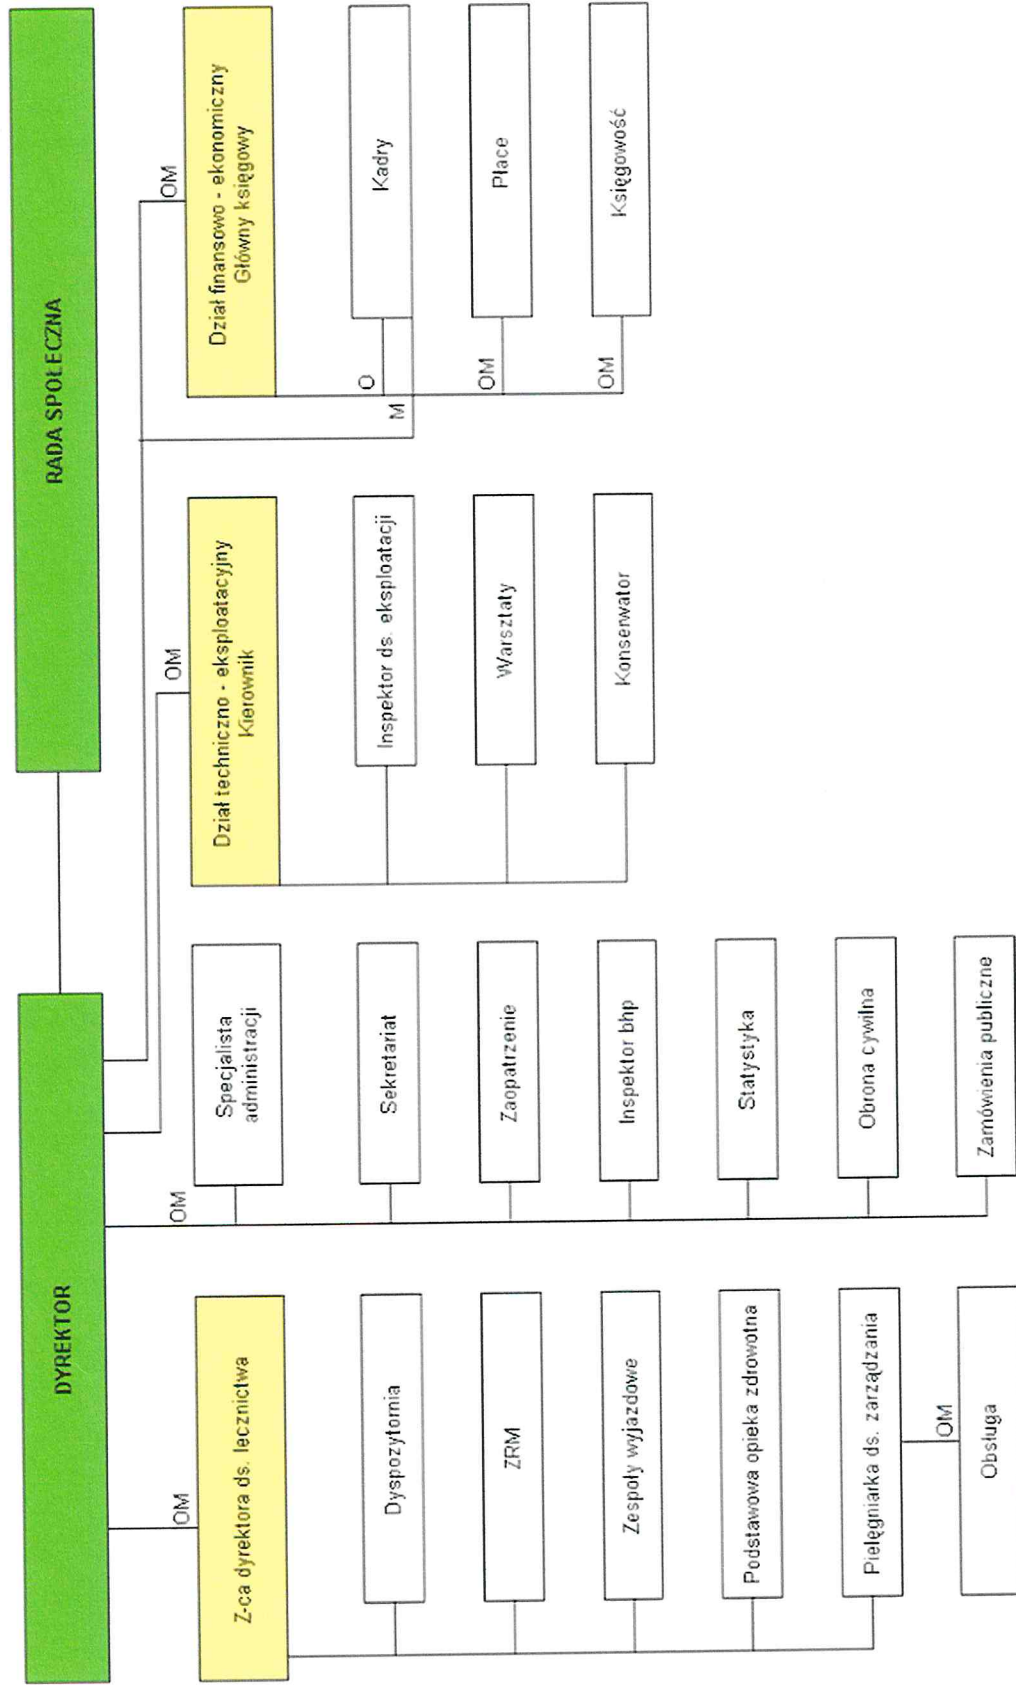 DYREKTOR
RADA SPOŁECZNA
OM
Z-ca dyrektora ds. lecznictwa
Dyspozytornia
ZRM
Zespoły wyjazdowe
Podstawowa opieka zdrowotna
Pielęgniarka ds. zarządzania
OM
Obsługa
OM
Specjalista
administracji
Sekretariat
Zaopatrzenie
Inspektor bhp
Statystyka
Obrona cywilna
Zamówienia publiczne
OM
Dział techniczno - eksploatacyjny
Kierownik
Inspektor ds. eksploatacji
Warsztaty
Konserwator
OM
Dział finansowo - ekonomiczny
Główny księgowy
O
M
Kadry
OM
Płace
OM
Księgowość